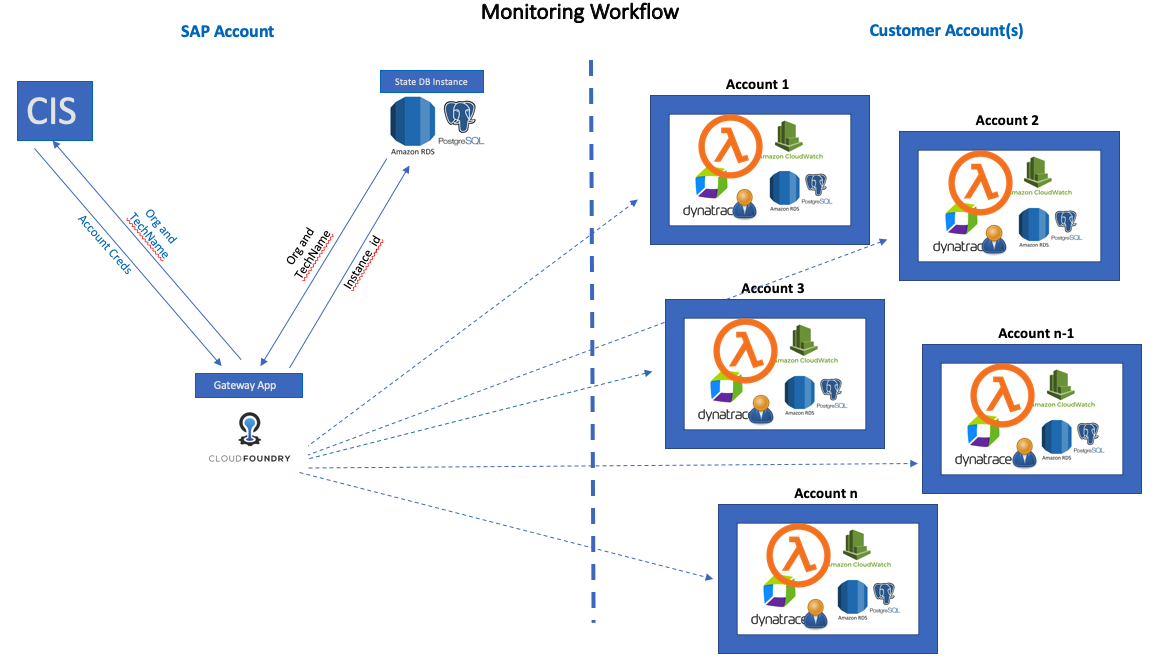 Monitoring Workflow
SAP Account
Customer Account(s)
CIS
State DB Instance
Amazon RDS
PostgreSQL
Org and
TechName
Account Creds
Org and
TechName
Instance_id
Gateway App
CLOUDFOUNDRY
Account 1
λ
Amazon CloudWatch
dynatrace
Amazon RDS
PostgreSQL
Account 2
λ
Amazon CloudWatch
dynatrace
Amazon RDS
PostgreSQL
Account 3
λ
Amazon CloudWatch
dynatrace
Amazon RDS
PostgreSQL
Account n-1
λ
Amazon CloudWatch
dynatrace
Amazon RDS
PostgreSQL
Account n
λ
Amazon CloudWatch
dynatrace
Amazon RDS
PostgreSQL